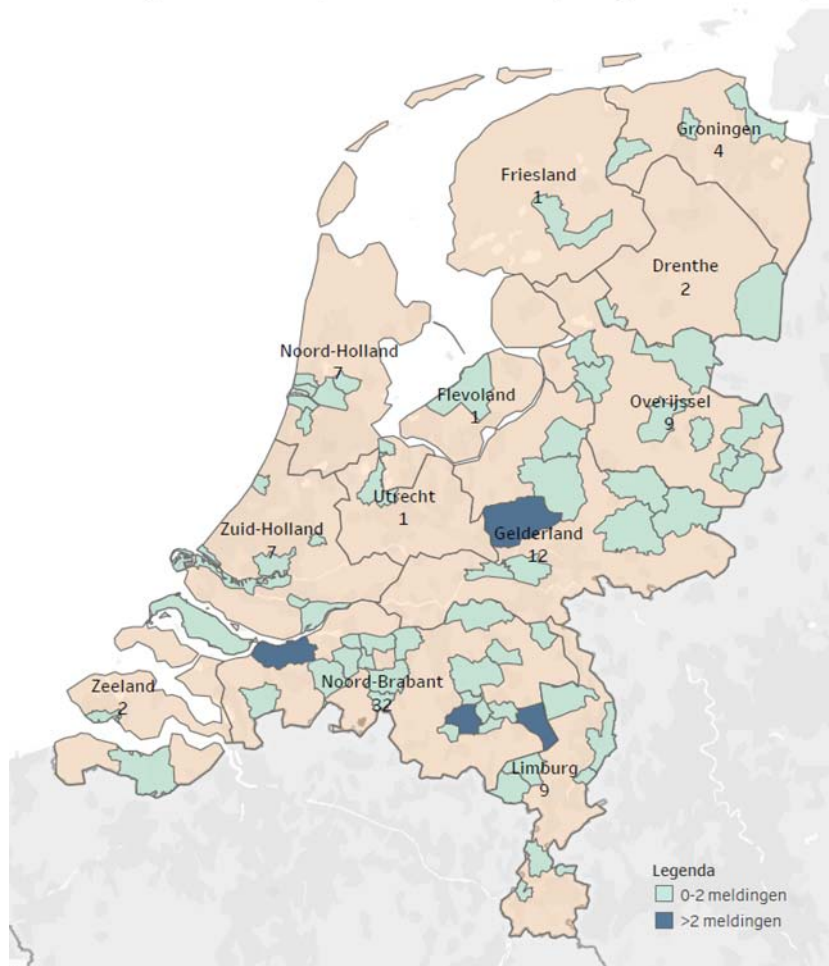 Groningen
4
Friesland
1
Drenthe
2
Noord-Holland
7
Flevoland
1
Overijssel
9
Utrecht
1
Zuid-Holland
7
Gelderland
12
Zeeland
2
Noord-Brabant
32
Limburg
9
Legenda
0-2 meldingen
>2 meldingen